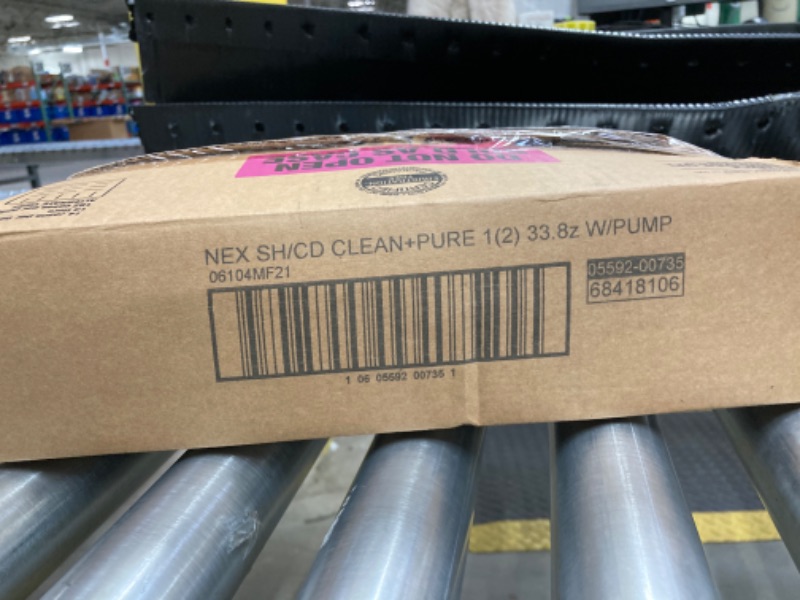 DO NOT OPEN
NEX SH/CD CLEAN+PURE 1(2) 33.8z W/PUMP
06104MF21
05592-00735
68418106
1 06 05592 00735 1